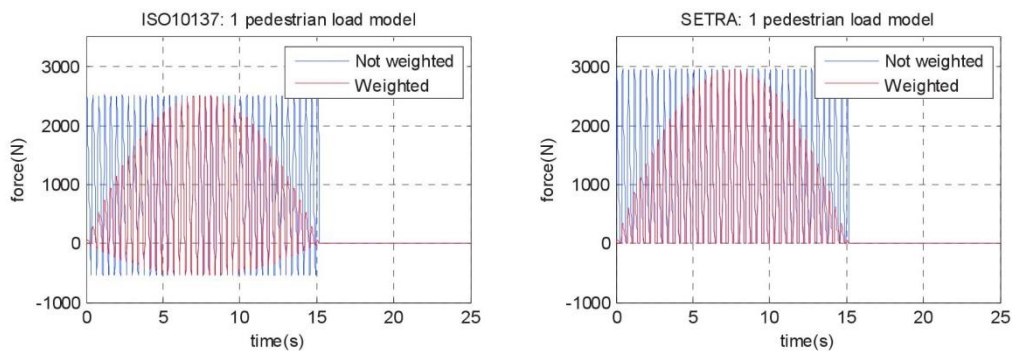 ISO10137: 1 pedestrian load model
Not weighted
Weighted
3000
2000
1000
0
-1000
force(N)
0 5 10 15 20 25
time(s)
SETRA: 1 pedestrian load model
Not weighted
Weighted
3000
2000
1000
0
-1000
force(N)
0 5 10 15 20 25
time(s)